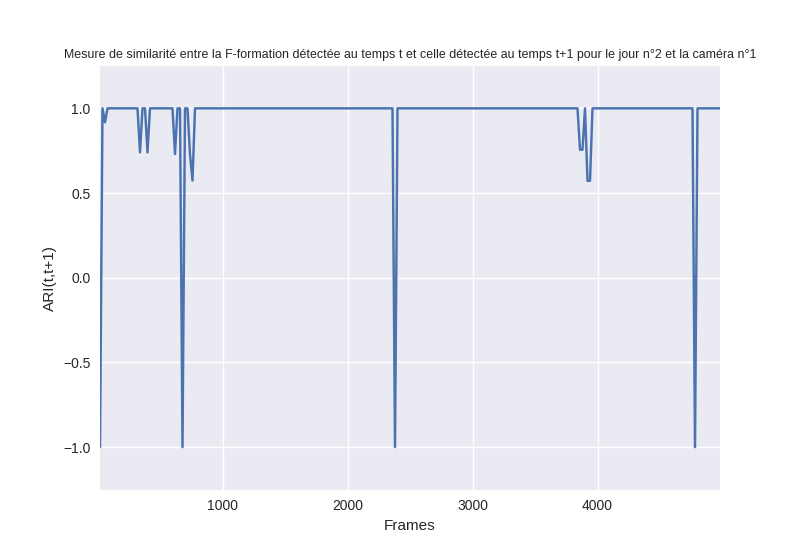 Mesure de similarité entre la F-formation détectée au temps t et celle détectée au temps t+1 pour le jour n°2 et la caméra n°1
1.0
0.5
0.0
−0.5
−1.0
ARI(t,t+1)
1000 2000 3000 4000
Frames